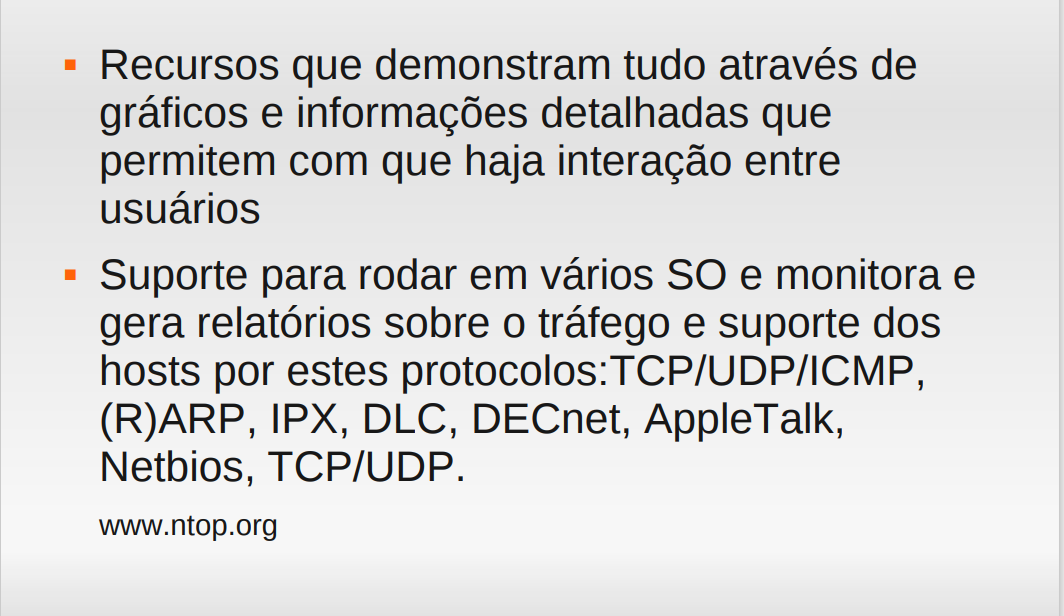 Recursos que demonstram tudo através de
gráficos e informações detalhadas que
permitem com que haja interação entre
usuários
Suporte para rodar em vários SO e monitora e
gera relatórios sobre o tráfego e suporte dos
hosts por estes protocolos:TCP/UDP/ICMP,
(R)ARP, IPX, DLC, DECnet, AppleTalk,
Netbios, TCP/UDP.
www.ntop.org